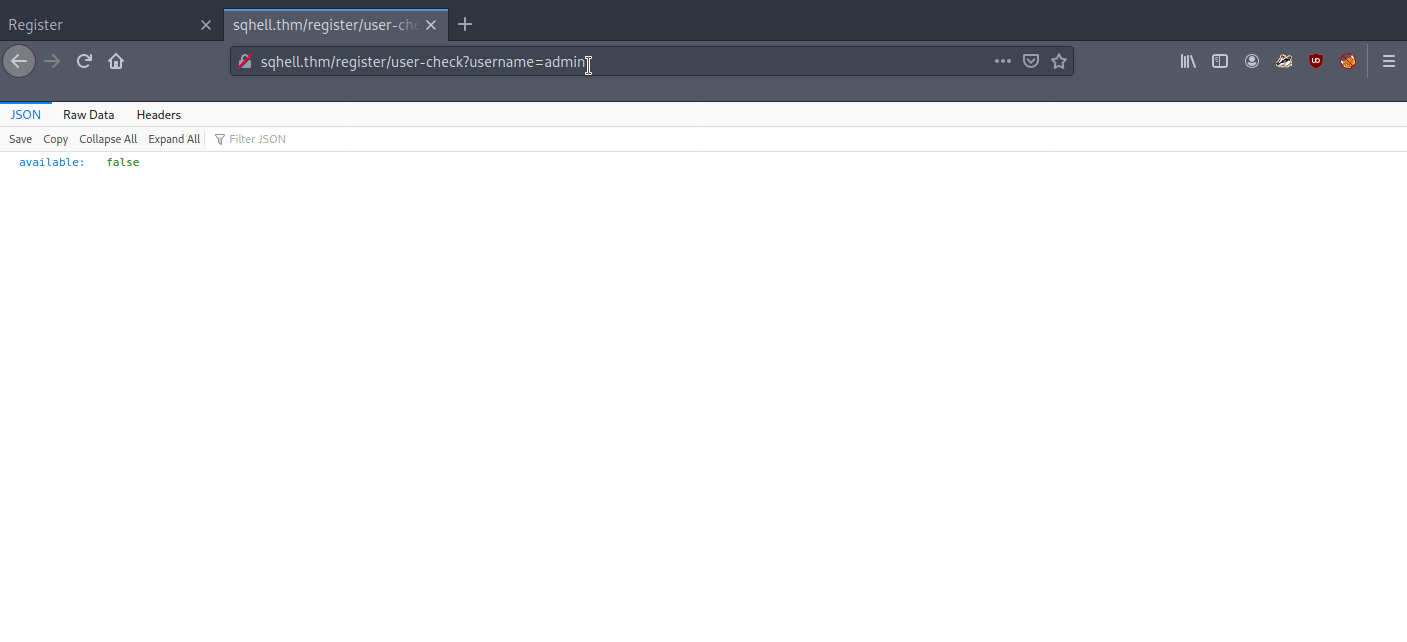 Register
sqhell.thm/register/user-che
sqhell.thm/register/user-check?username=admin
JSON Raw Data Headers
Save Copy Collapse All Expand All Filter JSON
available: false